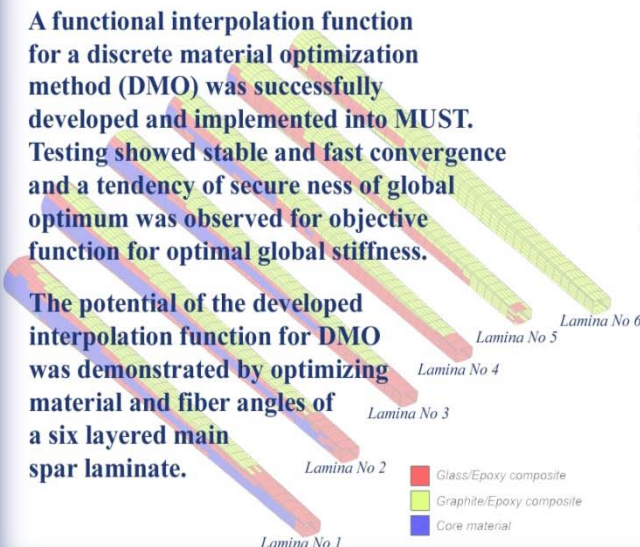 A functional interpolation function
for a discrete material optimization
method (DMO) was successfully
developed and implemented into MUST.
Testing showed stable and fast convergence
and a tendency of secure ness of global
optimum was observed for objective
function for optimal global stiffness.
The potential of the developed
interpolation function for DMO
was demonstrated by optimizing
material and fiber angles of
a six layered main
spar laminate.
Lamina No 6
Lamina No 5
Lamina No 4
Lamina No 3
Lamina No 2
Lamina No 1
Glass/Epoxy composite
Graphite/Epoxy composite
Core material